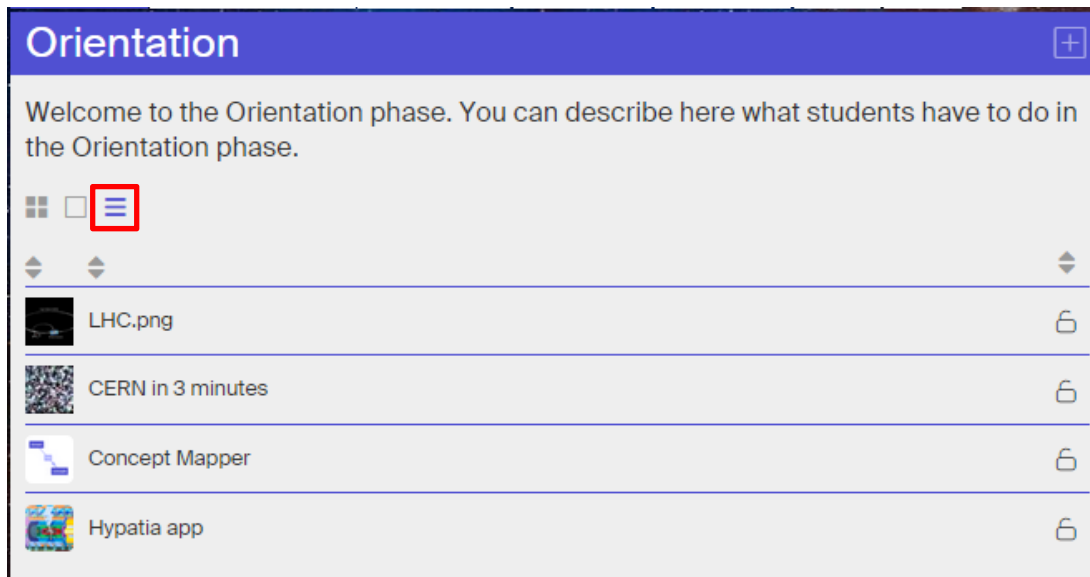 Orientation
Welcome to the Orientation phase. You can describe here what students have to do in
the Orientation phase.
LHC.png
CERN in 3 minutes
Concept Mapper
Hypatia app